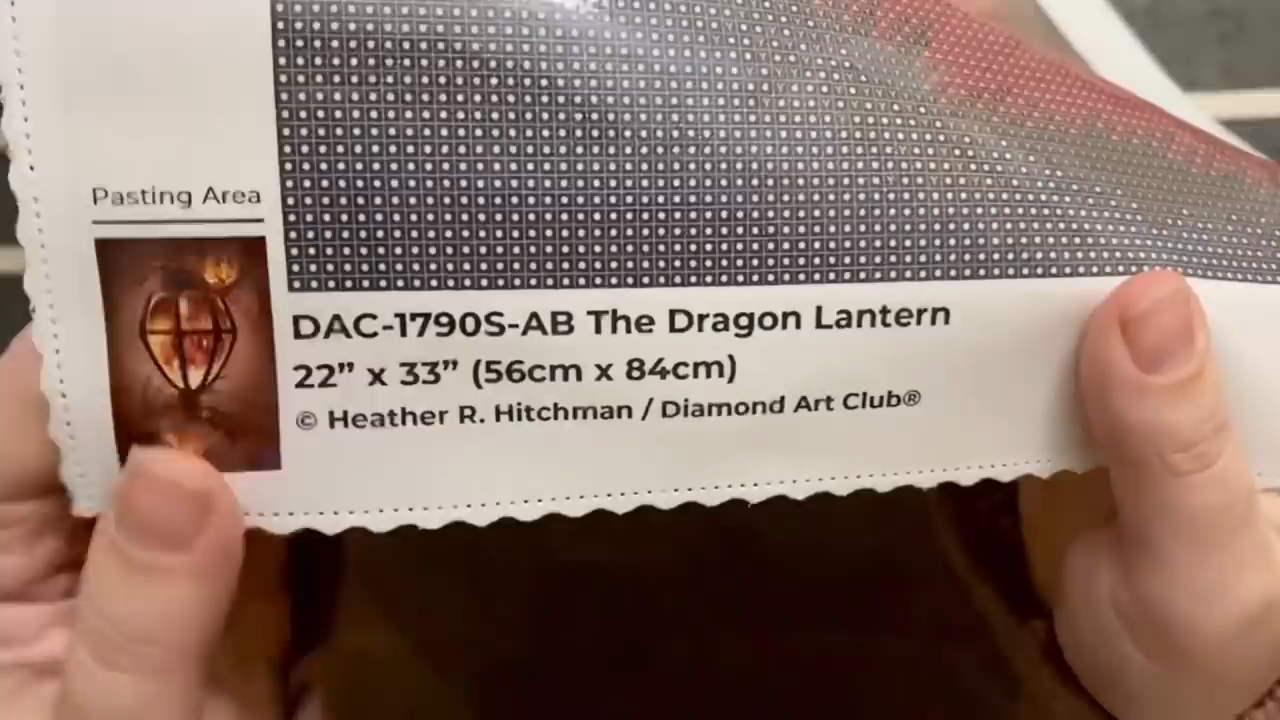 Pasting Area
DAC-1790S-AB The Dragon Lantern
22” x 33” (56cm x 84cm)
© Heather R. Hitchman / Diamond Art Club®